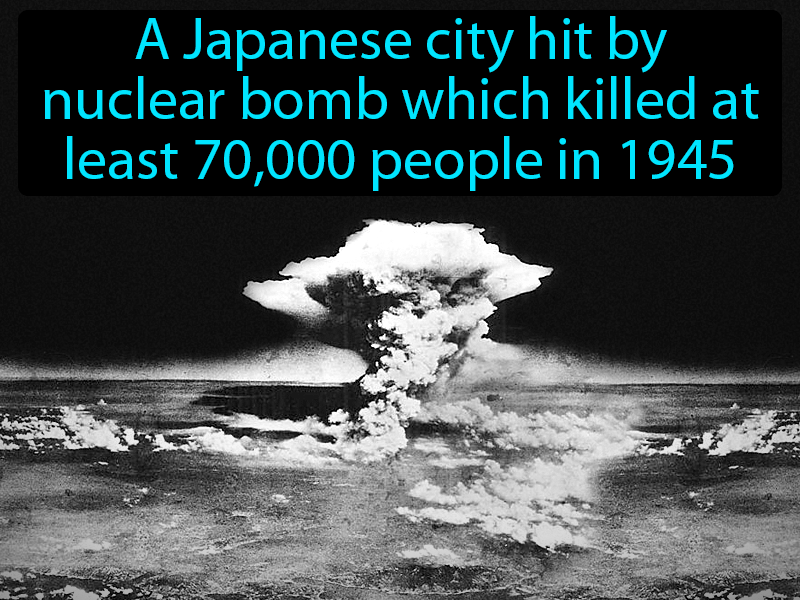 A Japanese city hit by
nuclear bomb which killed at
least 70,000 people in 1945